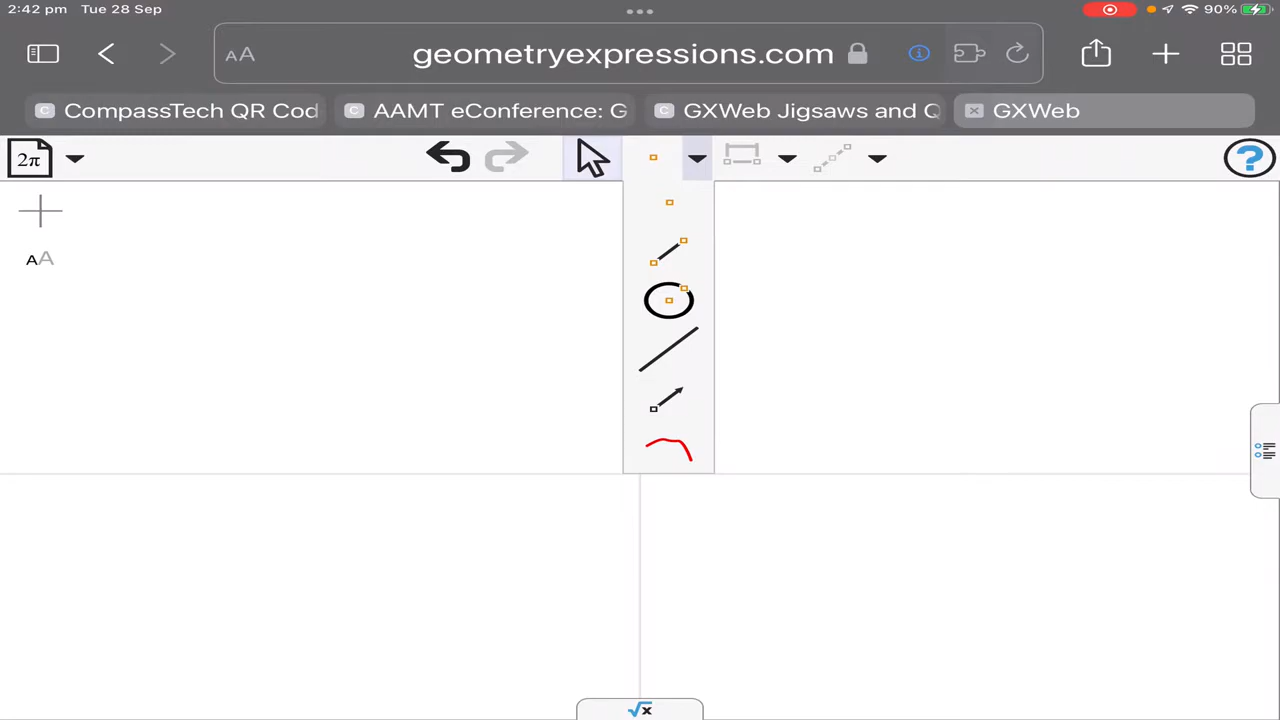 2:42 pm Tue 28 Sep 90%
AA geometryexpressions.com
CompassTech QR Cod AAMT eConference: G GXWeb Jigsaws and Q GXWeb
2π ?
AA
√x